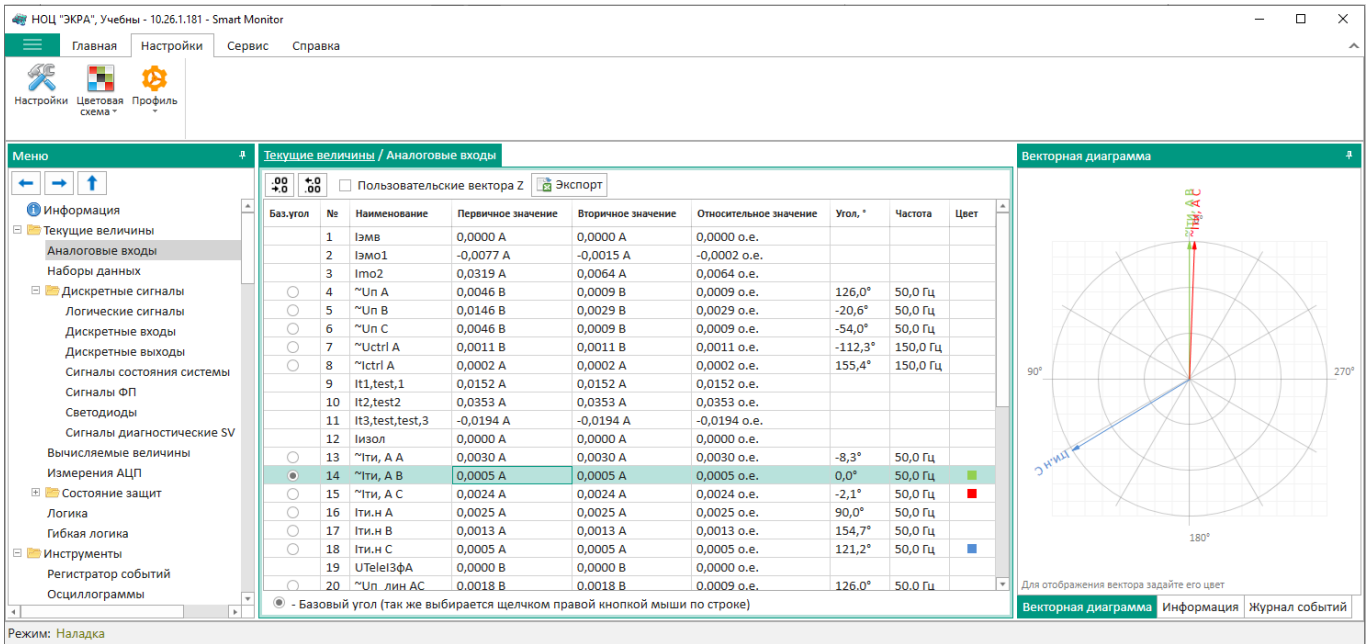 НОЦ "ЭКРА", Учебны - 10.26.1.181 - Smart Monitor
Главная Настройки Сервис Справка
Настройки Цветовая схема Профиль
Меню
Информация
Текущие величины
Аналоговые входы
Наборы данных
Дискретные сигналы
Логические сигналы
Дискретные входы
Дискретные выходы
Сигналы состояния системы
Сигналы ФП
Светодиоды
Сигналы диагностические SV
Вычисляемые величины
Измерения АЦП
Состояние защит
Логика
Гибкая логика
Инструменты
Регистратор событий
Осциллограммы
Текущие величины / Аналоговые входы
,00 →,0 ←,0 ,00 Пользовательские вектора Z Экспорт
Баз.угол № Наименование Первичное значение Вторичное значение Относительное значение Угол, ° Частота Цвет
1 Iэмв 0,0000 А 0,0000 А 0,0000 о.е.
2 Iэмо1 -0,0077 А -0,0015 А -0,0002 о.е.
3 Imo2 0,0319 А 0,0064 А 0,0064 о.е.
4 ~Uп А 0,0046 В 0,0009 В 0,0009 о.е. 126,0° 50,0 Гц
5 ~Uп В 0,0146 В 0,0029 В 0,0029 о.е. -20,6° 50,0 Гц
6 ~Uп С 0,0046 В 0,0009 В 0,0009 о.е. -54,0° 50,0 Гц
7 ~Uctrl А 0,0011 В 0,0011 В 0,0011 о.е. -112,3° 150,0 Гц
8 ~Ictrl А 0,0002 А 0,0002 А 0,0002 о.е. 155,4° 150,0 Гц
9 It1,test,1 0,0152 А 0,0152 А 0,0152 о.е.
10 It2,test2 0,0353 А 0,0353 А 0,0353 о.е.
11 It3,test,test,3 -0,0194 А -0,0194 А -0,0194 о.е.
12 Iизол 0,0000 А 0,0000 А 0,0000 о.е.
13 ~Iти, А А 0,0030 А 0,0030 А 0,0030 о.е. -8,3° 50,0 Гц
14 ~Iти, А В 0,0005 А 0,0005 А 0,0005 о.е. 0,0° 50,0 Гц
15 ~Iти, А С 0,0024 А 0,0024 А 0,0024 о.е. -2,1° 50,0 Гц
16 Iти.н А 0,0025 А 0,0025 А 0,0025 о.е. 90,0° 50,0 Гц
17 Iти.н В 0,0013 А 0,0013 А 0,0013 о.е. 154,7° 50,0 Гц
18 Iти.н С 0,0005 А 0,0005 А 0,0005 о.е. 121,2° 50,0 Гц
19 UTeleI3фА 0,0000 В 0,0000 В 0,0000 о.е.
20 ~Uп_лин АС 0,0018 В 0,0018 В 0,0009 о.е. 126,0° 50,0 Гц
- Базовый угол (так же выбирается щелчком правой кнопкой мыши по строке)
Векторная диаграмма
~Iти, А В
~Iти, А С
90°
270°
Iти.н С
180°
Для отображения вектора задайте его цвет
Векторная диаграмма Информация Журнал событий
Режим: Наладка